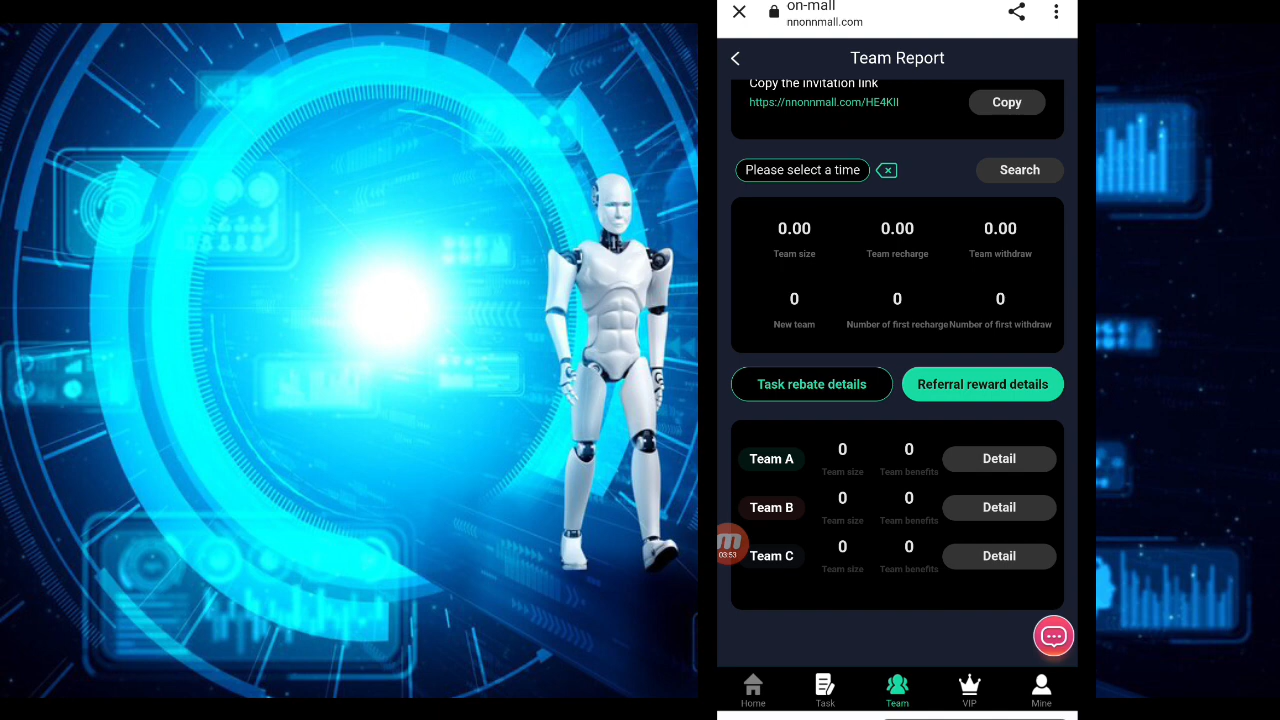 on-mall
nnonnmall.com
Team Report
Copy the invitation link
https://nnonnmall.com/HE4KII
Copy
Please select a time
Search
0.00 0.00 0.00
Team size Team recharge Team withdraw
0 0 0
New team Number of first recharge Number of first withdraw
Task rebate details Referral reward details
Team A 0 0 Detail
Team size Team benefits
Team B 0 0 Detail
Team size Team benefits
03:53
Team C 0 0 Detail
Team size Team benefits
Home Task Team VIP Mine